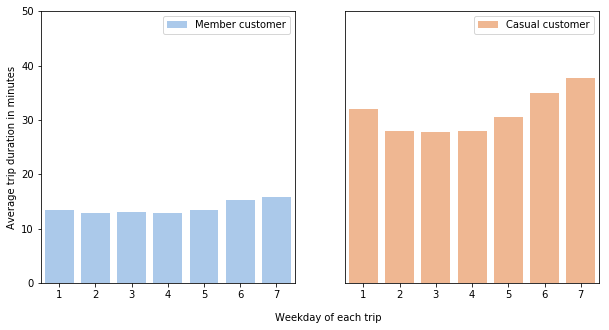 50
40
30
20
10
0
Average trip duration in minutes
Member customer
1 2 3 4 5 6 7
Casual customer
1 2 3 4 5 6 7
Weekday of each trip